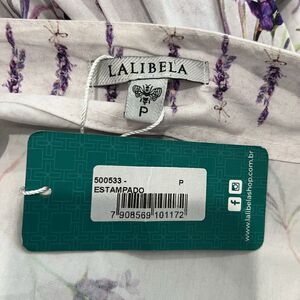 LALIBELA
P
500533 - P
ESTAMPADO
7 908569 101172
www.lalibelashop.com.br